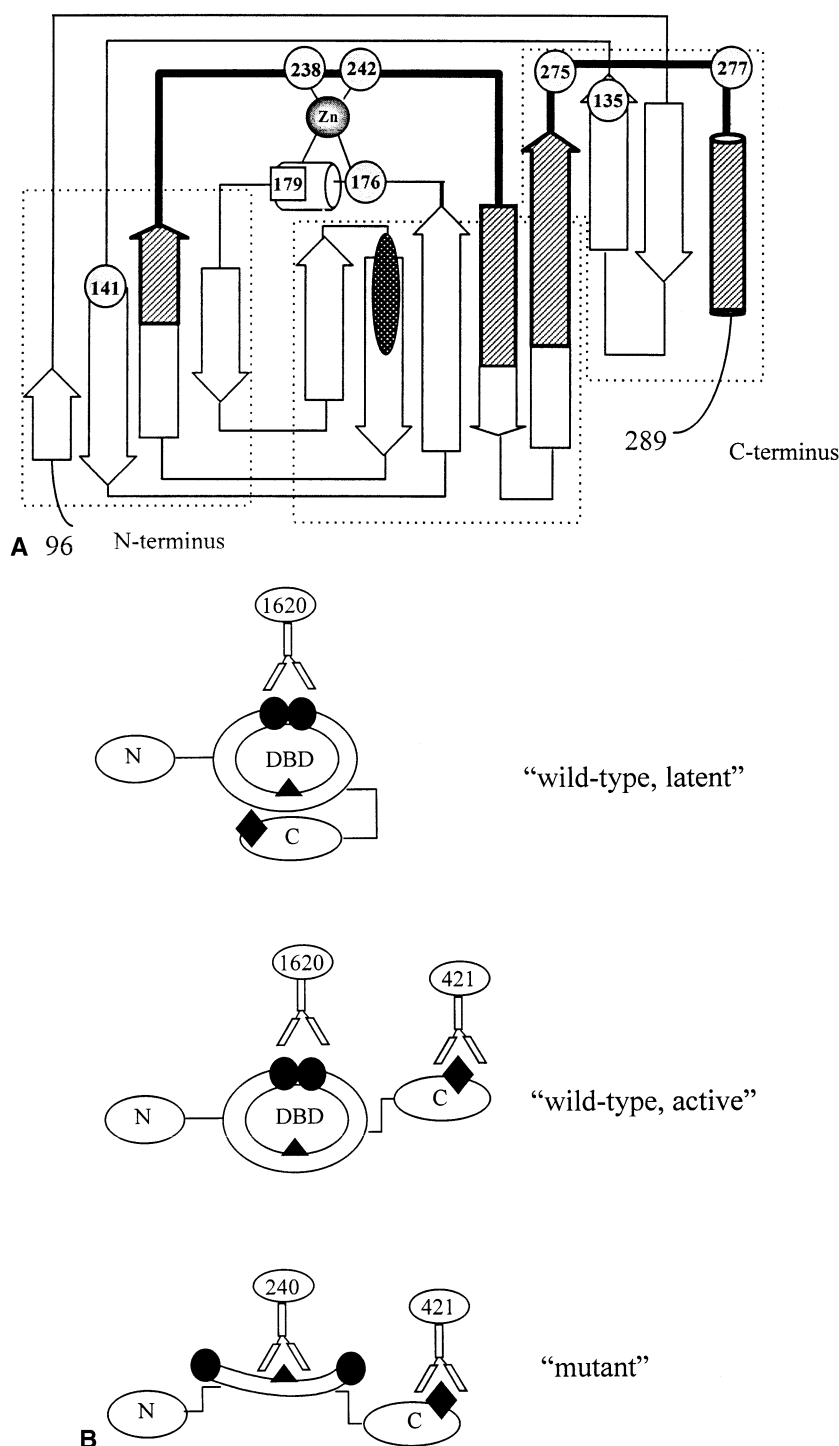 238 242
275 277
135
Zn
179 176
141
289
C-terminus
A 96 N-terminus
1620
N DBD
C
“wild-type, latent”
1620 421
N DBD C
“wild-type, active”
240 421
“mutant”
N C
B